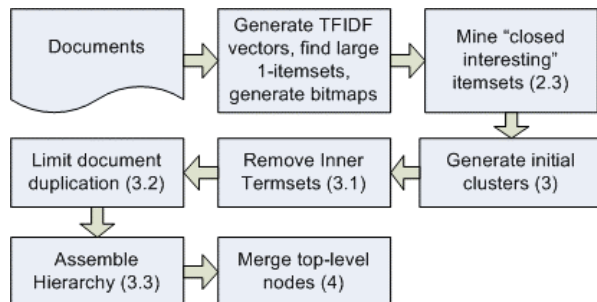 Documents
Generate TFIDF
vectors, find large
1-itemsets,
generate bitmaps
Mine “closed
interesting”
itemsets (2.3)
Generate initial
clusters (3)
Remove Inner
Termsets (3.1)
Limit document
duplication (3.2)
Assemble
Hierarchy (3.3)
Merge top-level
nodes (4)